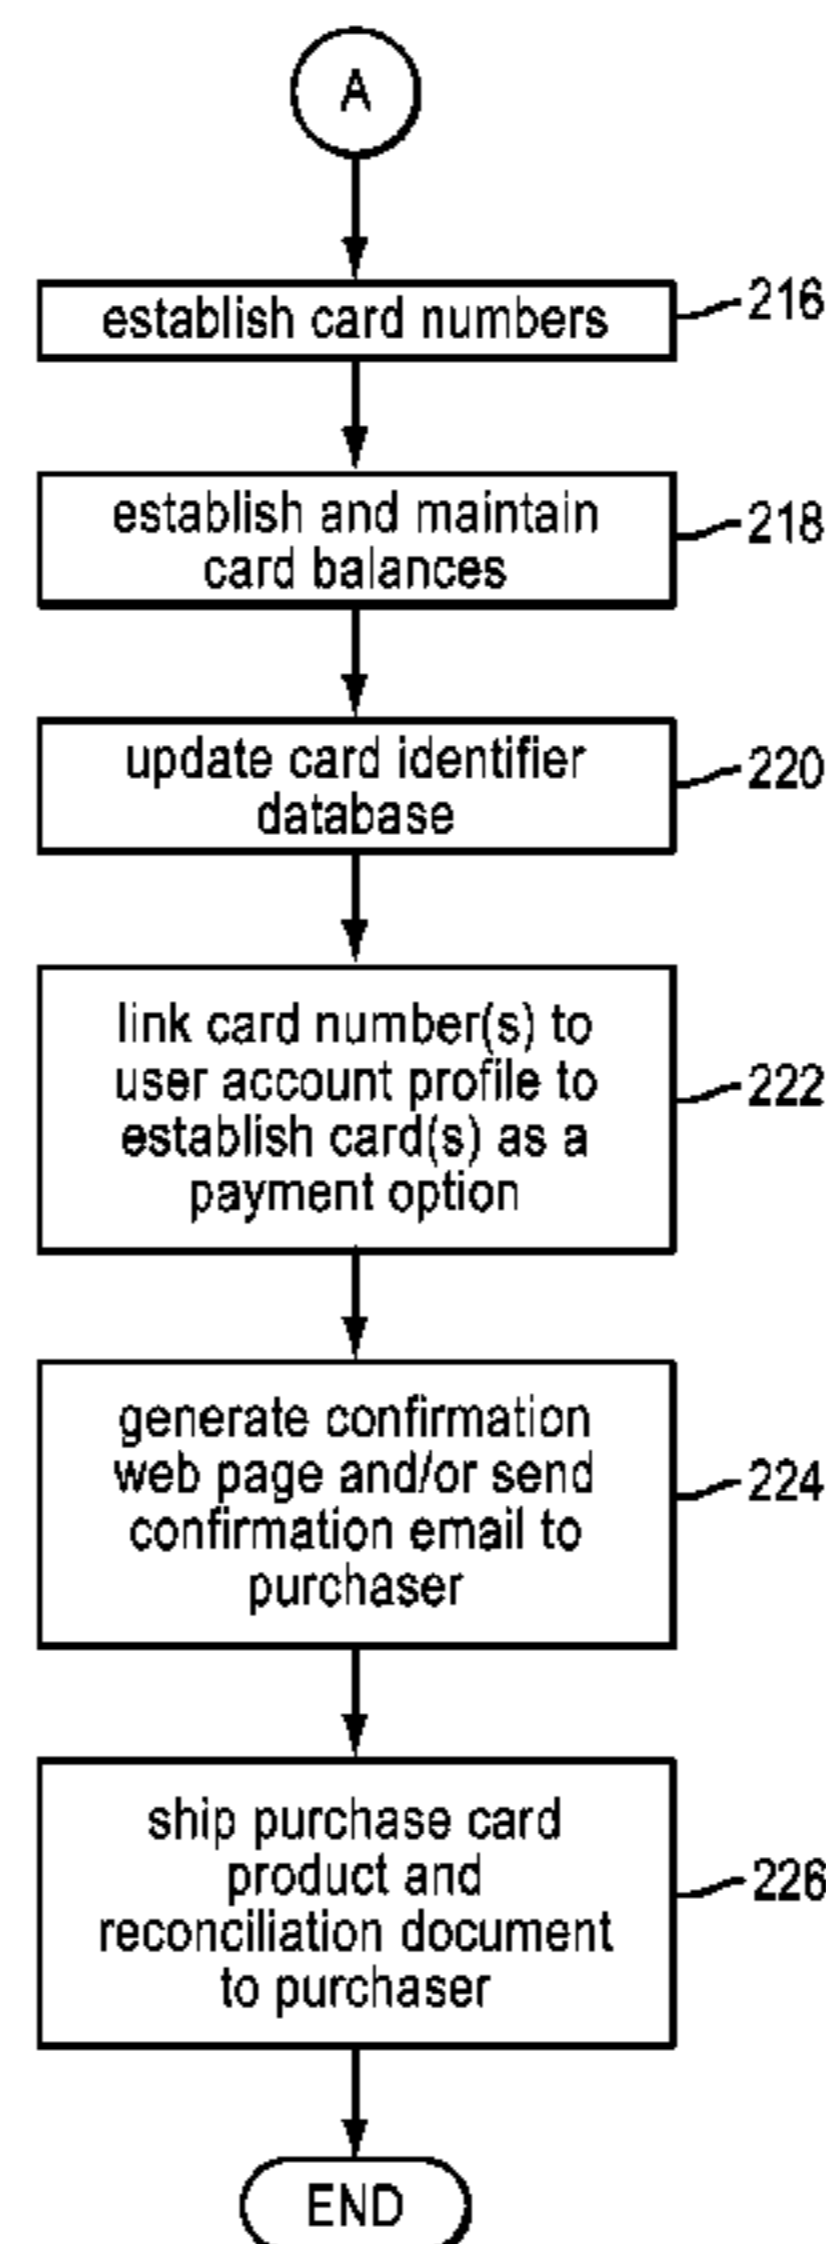 A
establish card numbers
216
establish and maintain
card balances
218
update card identifier
database
220
link card number(s) to
user account profile to
establish card(s) as a
payment option
222
generate confirmation
web page and/or send
confirmation email to
purchaser
224
ship purchase card
product and
reconciliation document
to purchaser
226
END